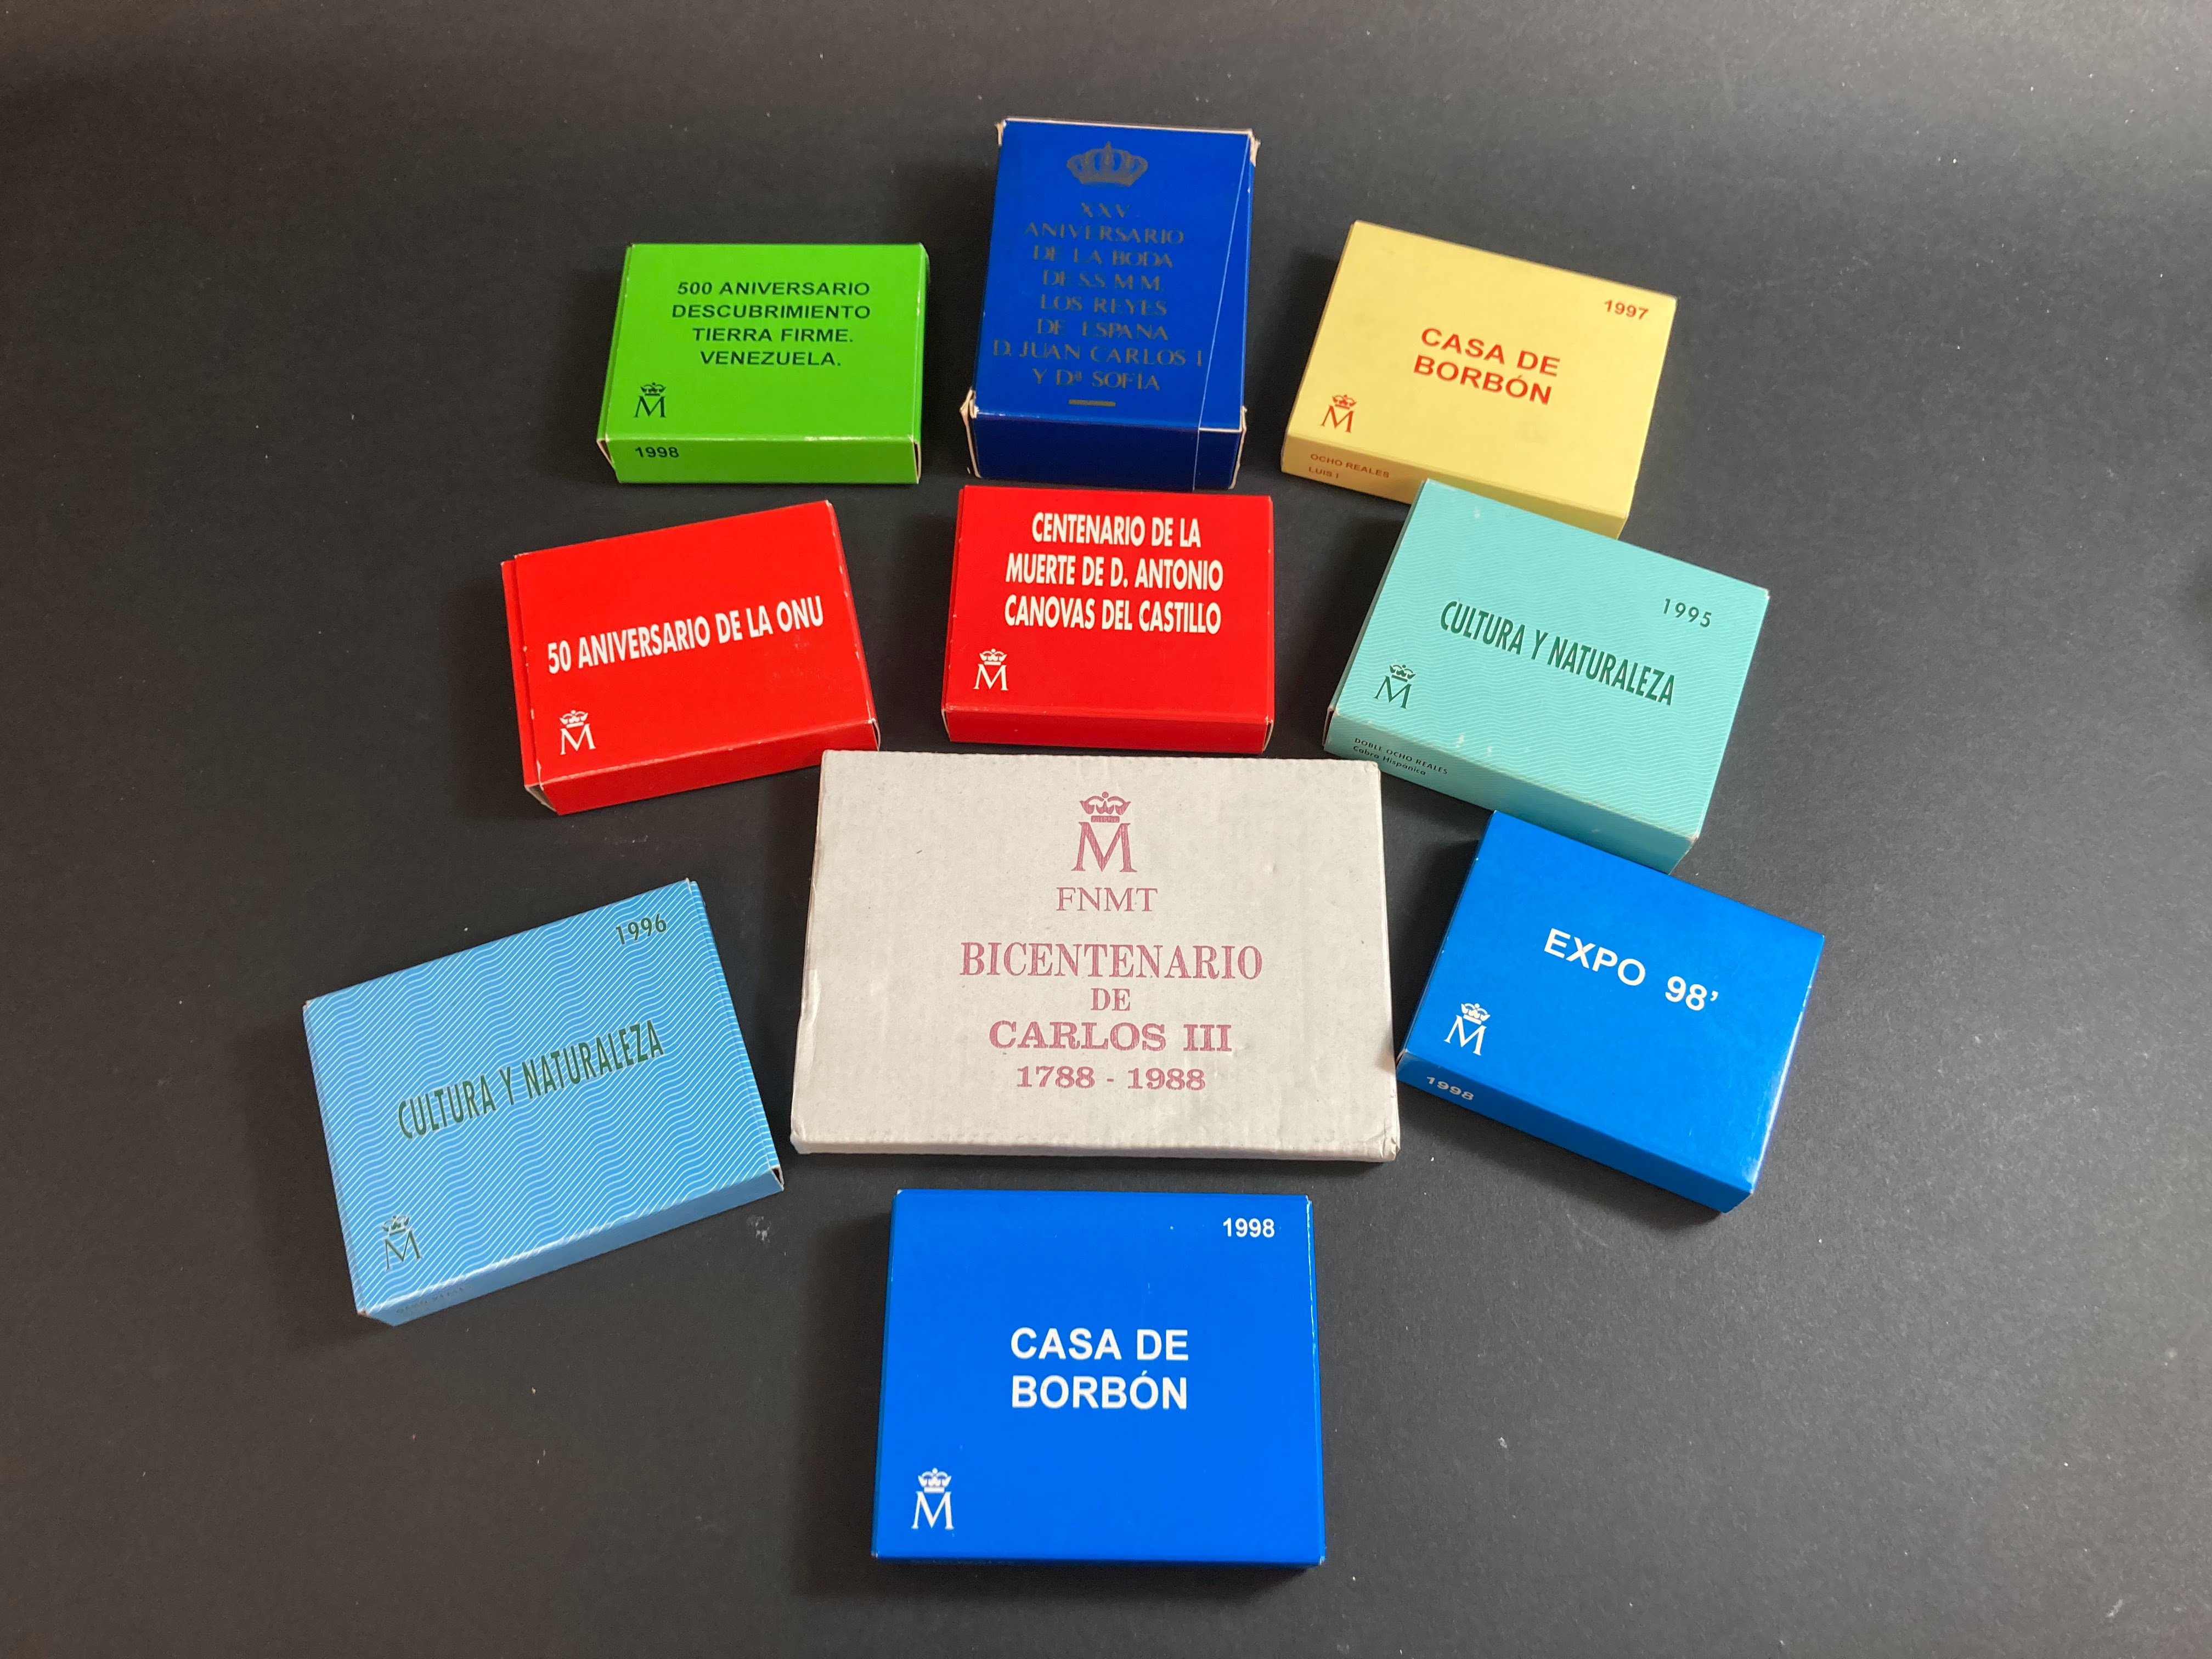 500 ANIVERSARIO
DESCUBRIMIENTO
TIERRA FIRME.
VENEZUELA.
M
1998
XXV
ANIVERSARIO
DE LA BODA
DE SS M M
LOS REYES
DE ESPAÑA
D. JUAN CARLOS I
Y Dª SOFIA
1997
CASA DE
BORBÓN
M
OCHO REALES
LUIS I
50 ANIVERSARIO DE LA ONU
M
CENTENARIO DE LA
MUERTE DE D. ANTONIO
CANOVAS DEL CASTILLO
M
1995
CULTURA Y NATURALEZA
M
DOBLE OCHO REALES
Cabra Hispanica
1996
CULTURA Y NATURALEZA
M
M
FNMT
BICENTENARIO
DE
CARLOS III
1788 - 1988
EXPO 98’
M
1998
1998
CASA DE
BORBÓN
M